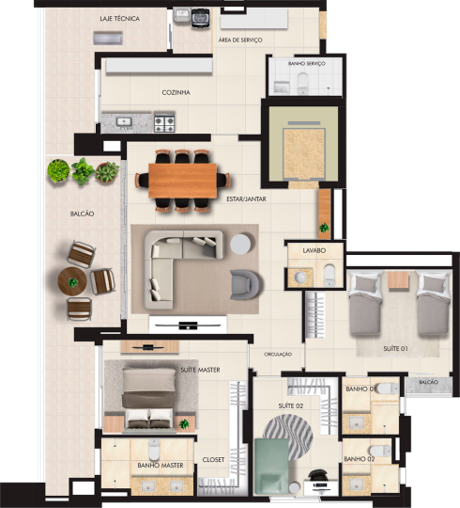 LAJE TÉCNICA
ÁREA DE SERVIÇO
BANHO SERVIÇO
COZINHA
ESTAR/JANTAR
BALCÃO
LAVABO
SUÍTE 01
CIRCULAÇÃO
SUÍTE MASTER
BALCÃO
BANHO 01
SUÍTE 02
BANHO 02
CLOSET
BANHO MASTER